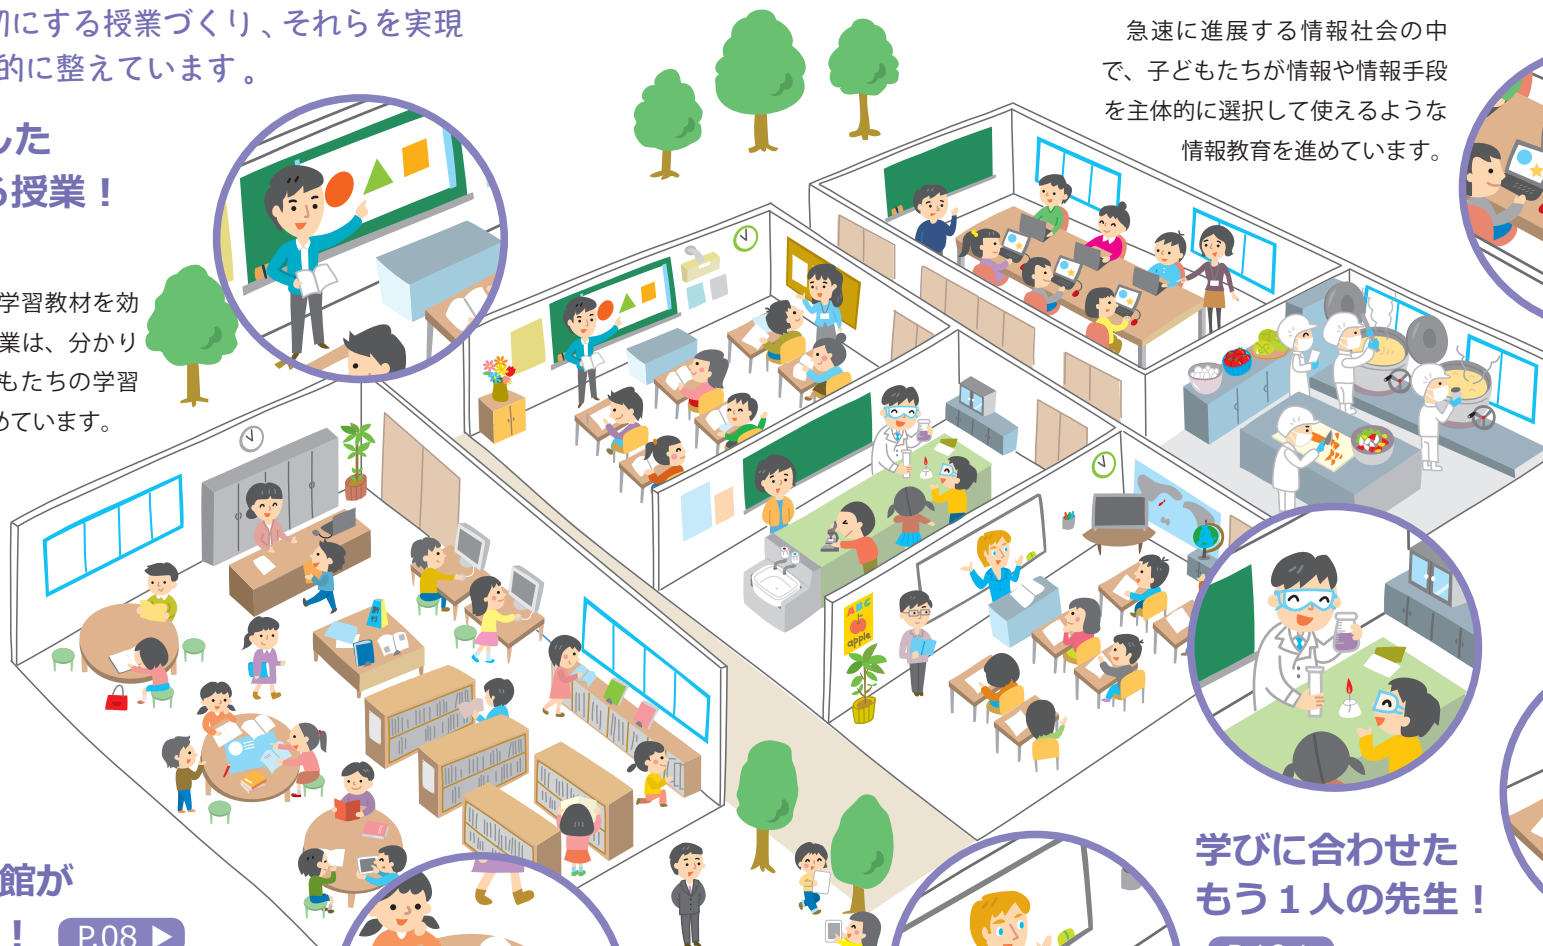 切にする授業づくり、それらを実現
的に整えています。
した
る授業！
学習教材を効
業は、分かり
もたちの学習
めています。
急速に進展する情報社会の中
で、子どもたちが情報や情報手段
を主体的に選択して使えるような
情報教育を進めています。
ABC
apple
館が
！
P.08 ▶
学びに合わせた
もう１人の先生！